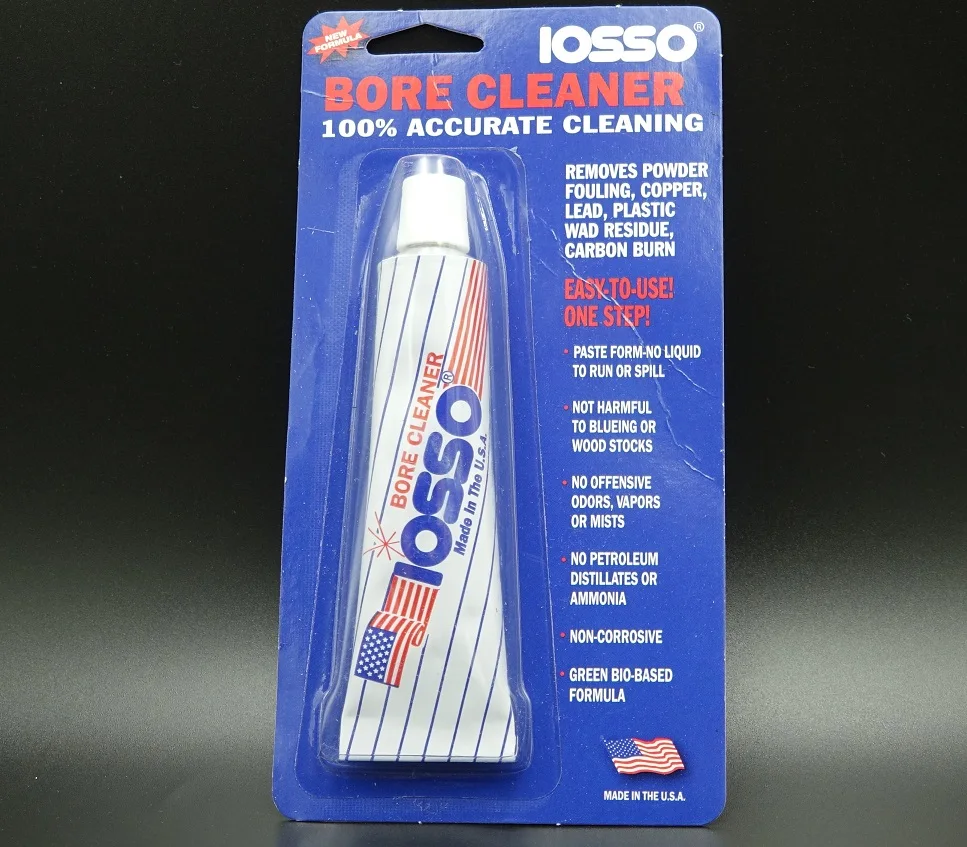 NEW
FORMULA
IOSSO®
BORE CLEANER
100% ACCURATE CLEANING
REMOVES POWDER
FOULING, COPPER,
LEAD, PLASTIC
WAD RESIDUE,
CARBON BURN
EASY-TO-USE!
ONE STEP!
• PASTE FORM-NO LIQUID
TO RUN OR SPILL
• NOT HARMFUL
TO BLUEING OR
WOOD STOCKS
• NO OFFENSIVE
ODORS, VAPORS
OR MISTS
• NO PETROLEUM
DISTILLATES OR
AMMONIA
• NON-CORROSIVE
• GREEN BIO-BASED
FORMULA
MADE IN THE U.S.A.
BORE CLEANER
IOSSO®
Made In The U.S.A.